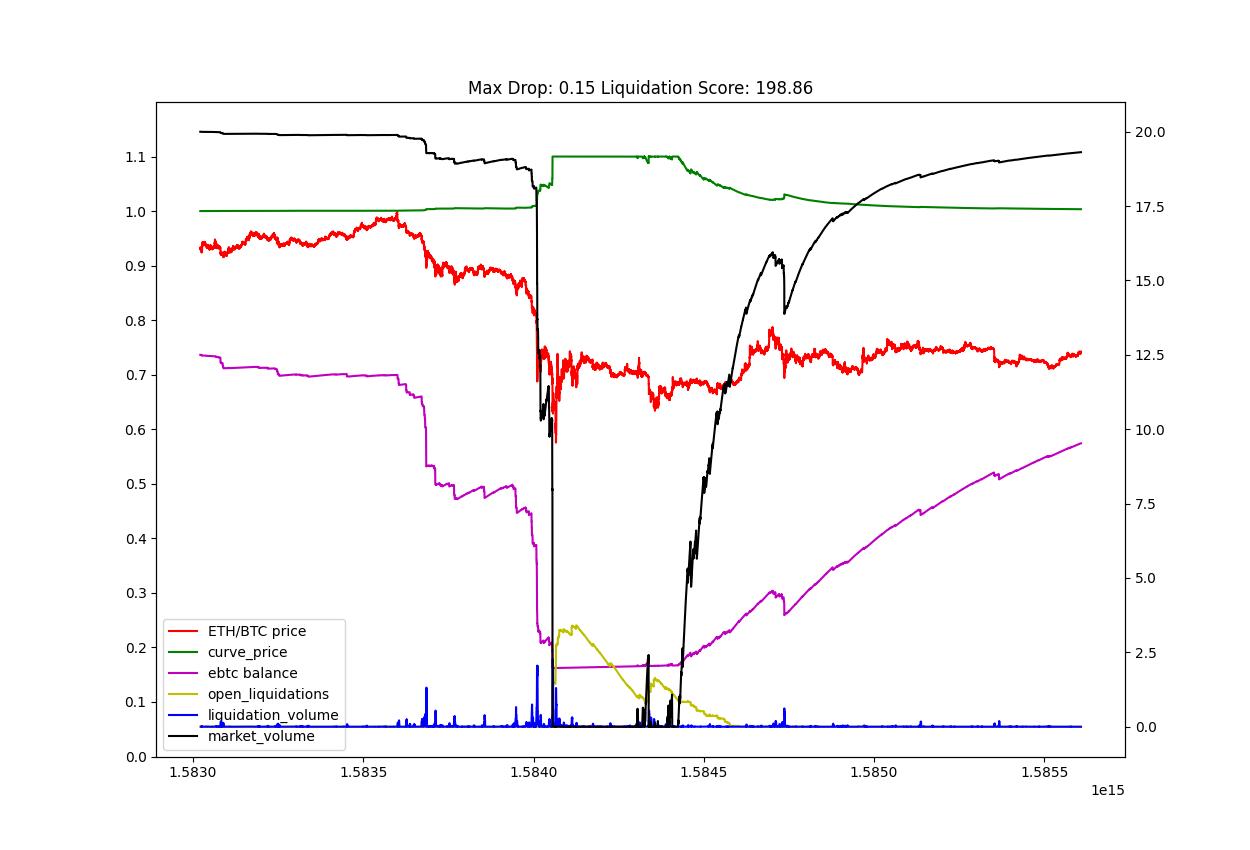 Max Drop: 0.15 Liquidation Score: 198.86
1.1
1.0
0.9
0.8
0.7
0.6
0.5
0.4
0.3
0.2
0.1
0.0
20.0
17.5
15.0
12.5
10.0
7.5
5.0
2.5
0.0
ETH/BTC price
curve_price
ebtc balance
open_liquidations
liquidation_volume
market_volume
1.5830 1.5835 1.5840 1.5845 1.5850 1.5855
1e15